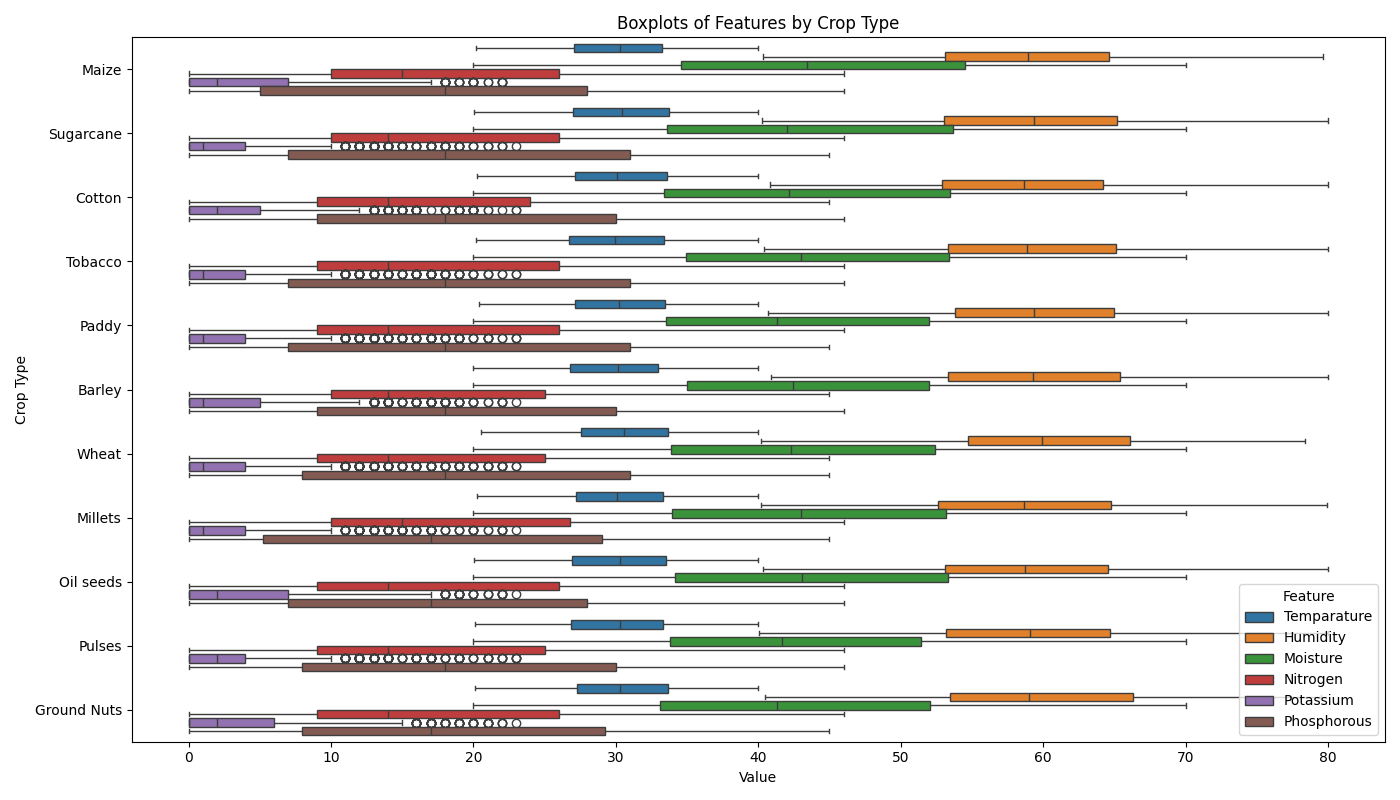 Boxplots of Features by Crop Type
Crop Type
Maize
Sugarcane
Cotton
Tobacco
Paddy
Barley
Wheat
Millets
Oil seeds
Pulses
Ground Nuts
Feature
Temparature
Humidity
Moisture
Nitrogen
Potassium
Phosphorous
0 10 20 30 40 50 60 70 80
Value